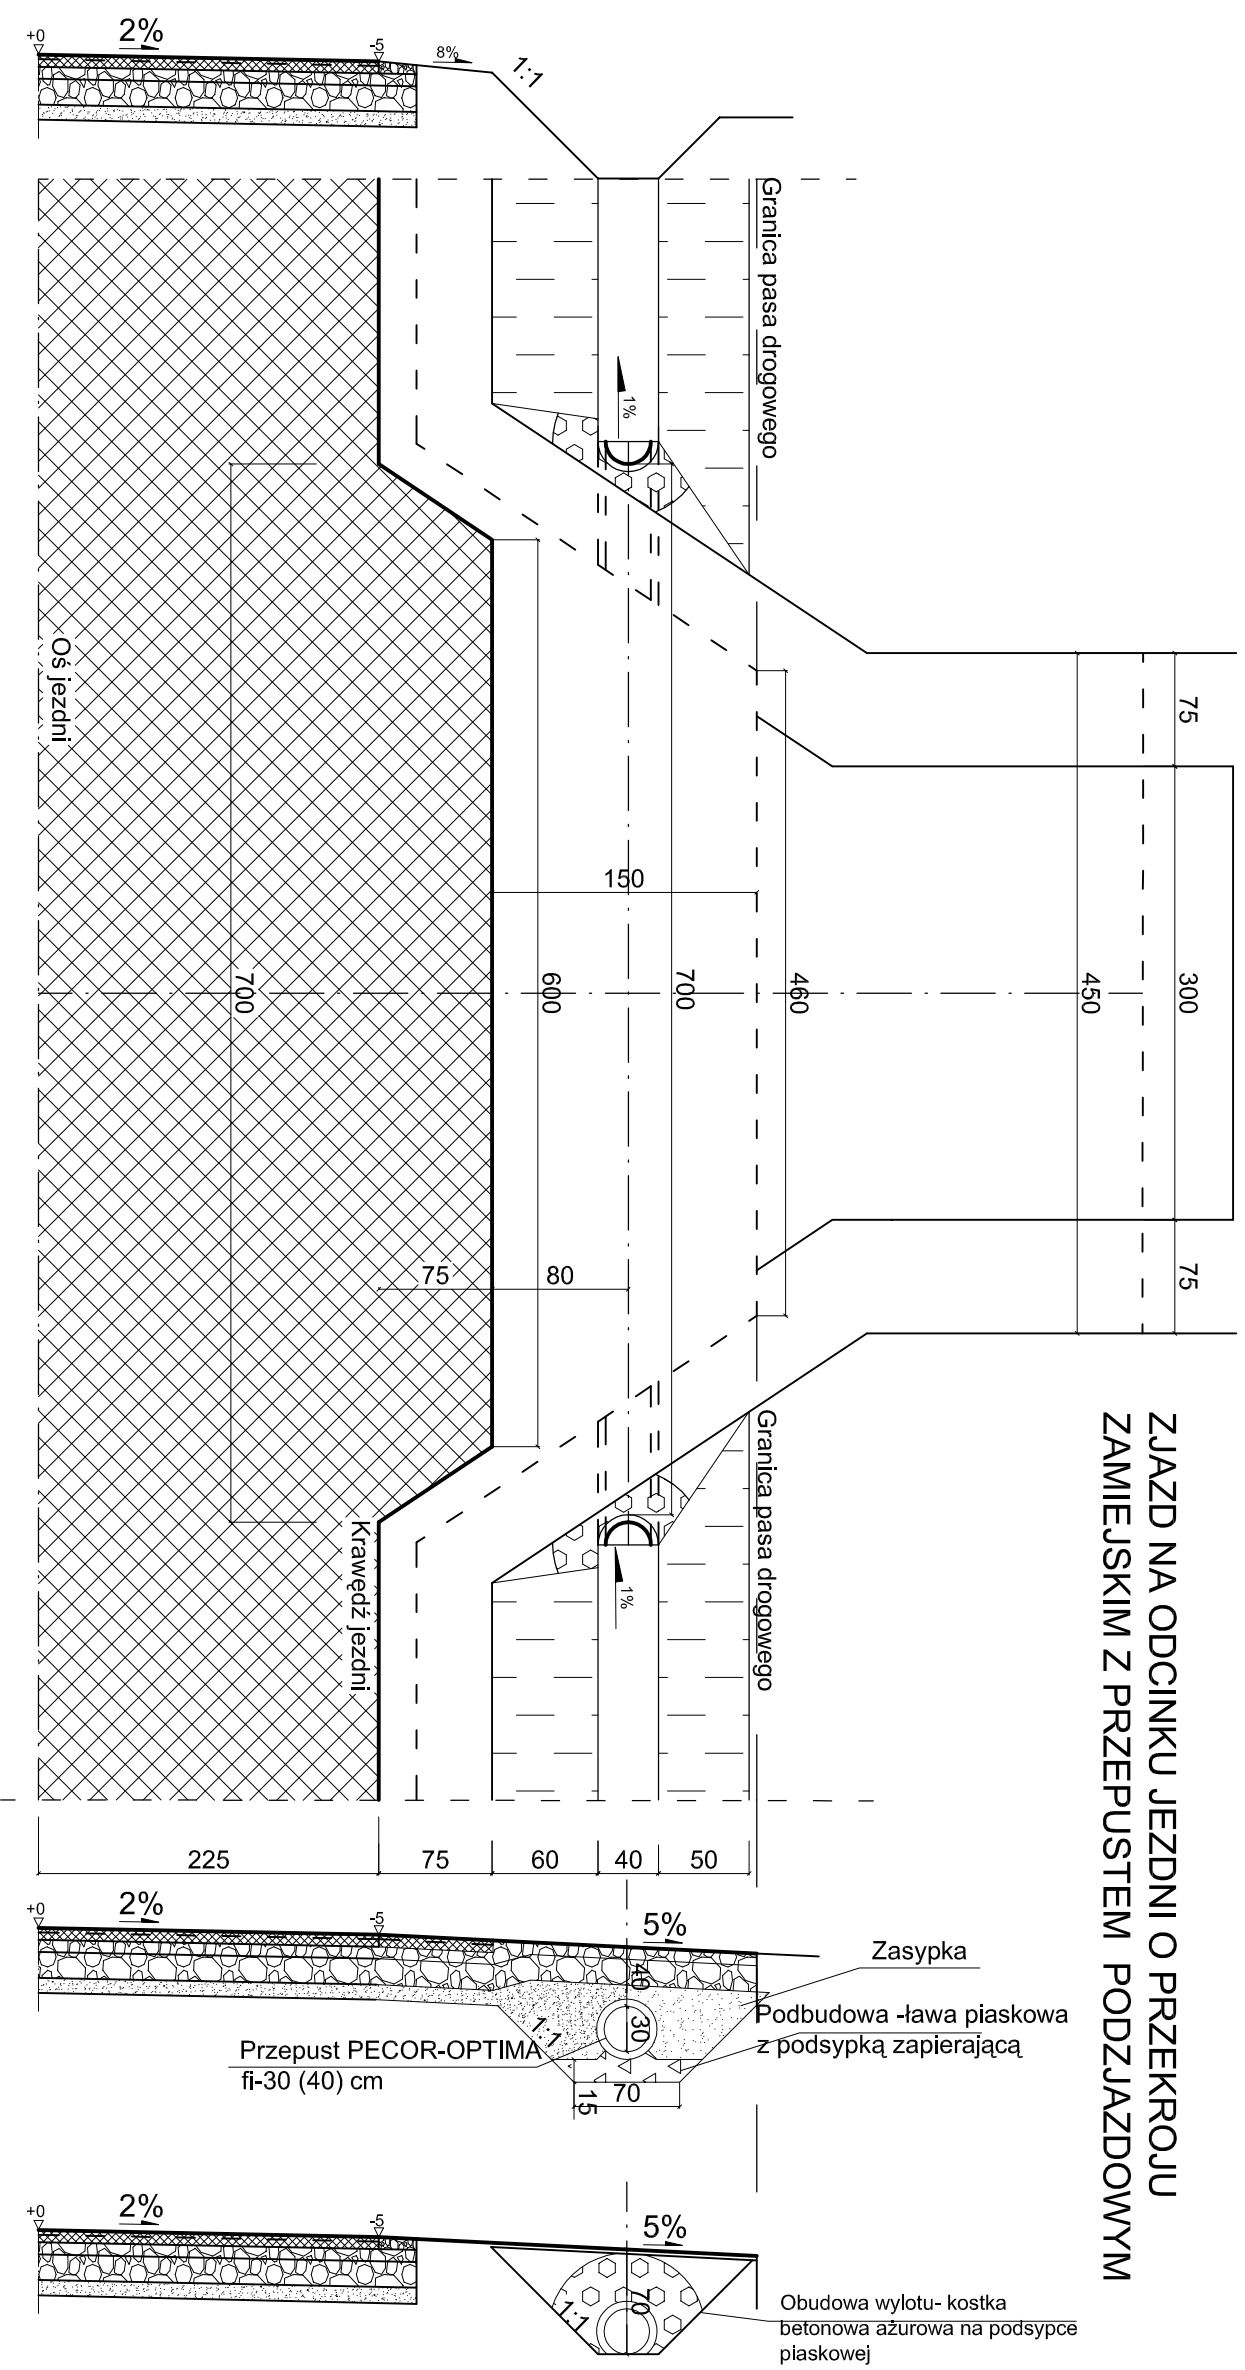 ZJAZD NA ODCINKU JEZDNI O PRZEKROJU
ZAMIEJSKIM Z PRZEPUSTEM PODZJAZDOWYM
+0
2%
-5
8%
1:1
Granica pasa drogowego
1%
Oś jezdni
75
150
700
600
700
460
450
300
75
80
75
Granica pasa drogowego
1%
Krawędź jezdni
225
75
60
40
50
+0
2%
-5
5%
Zasypka
40
30
1:1
Podbudowa -ława piaskowa
z podsypką zapierającą
Przepust PECOR-OPTIMA
fi-30 (40) cm
70
15
+0
2%
-5
5%
70
1:1
Obudowa wylotu- kostka
betonowa ażurowa na podsypce
piaskowej